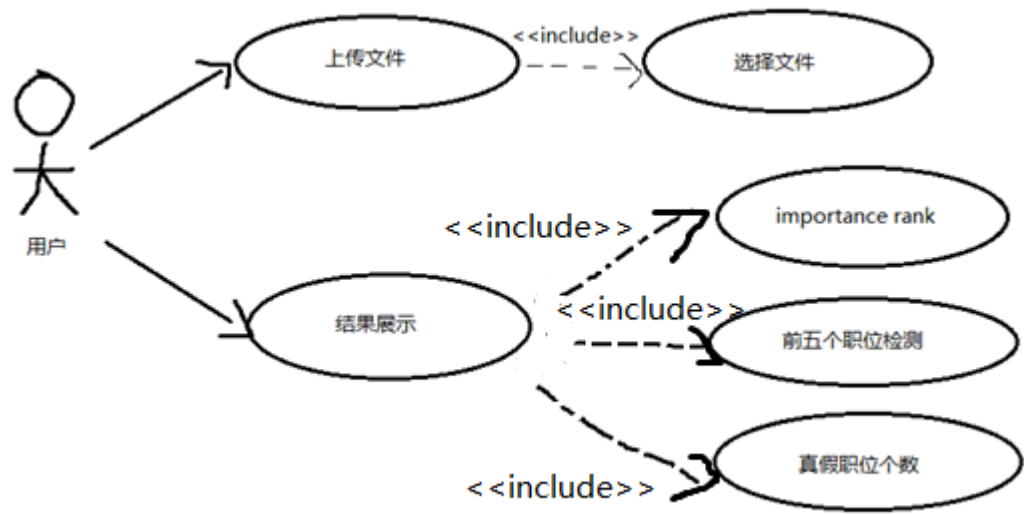 <<include>>
上传文件
选择文件
用户
<<include>>
importance rank
<<include>>
结果展示
前五个职位检测
真假职位个数
<<include>>